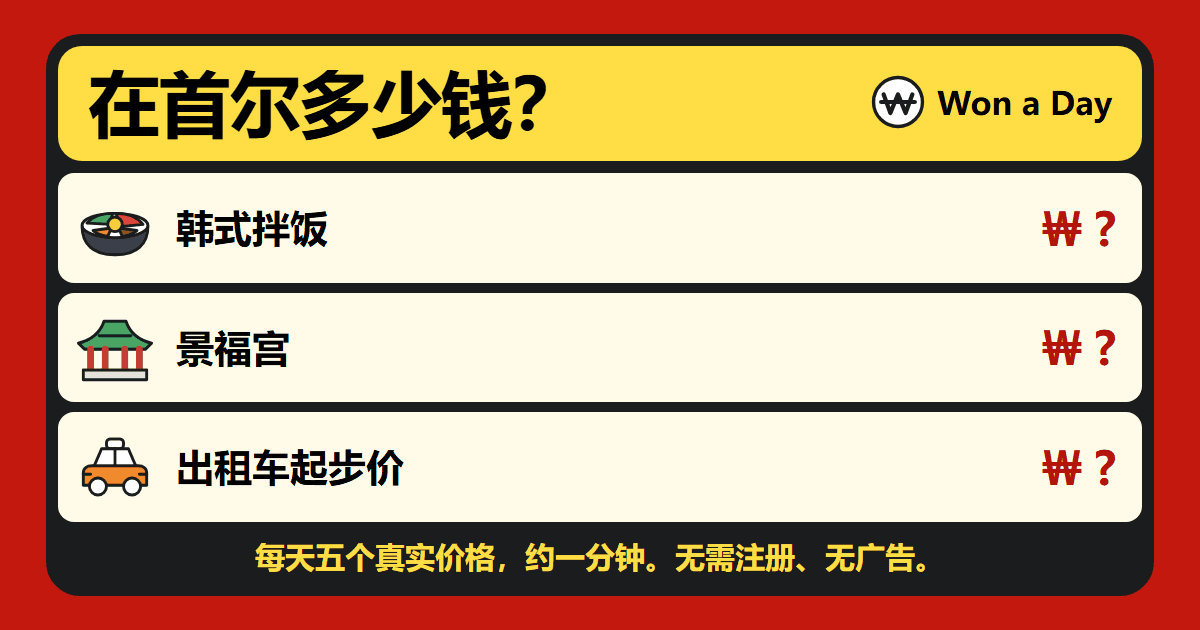 在首尔多少钱？
₩ Won a Day
韩式拌饭 ₩ ?
景福宫 ₩ ?
出租车起步价 ₩ ?
每天五个真实价格，约一分钟。无需注册、无广告。